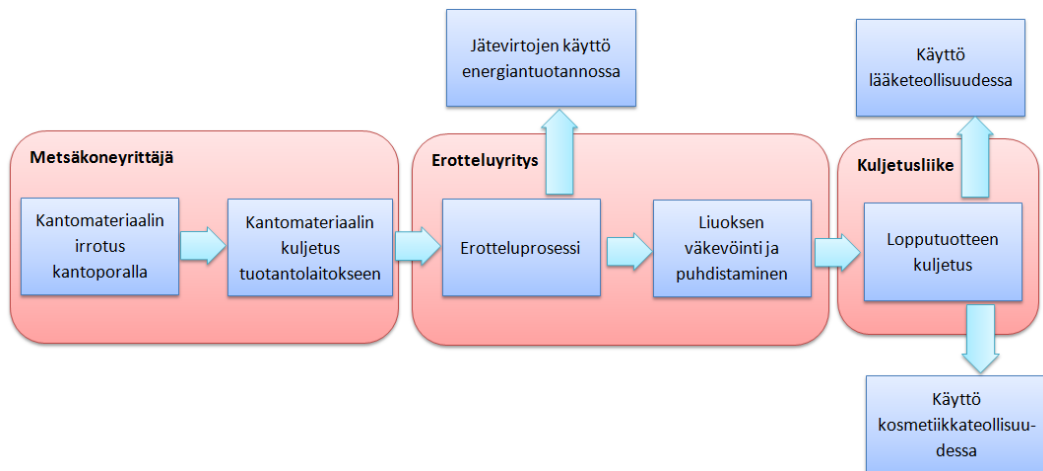 Jätevirtojen käyttö
energiantuotannossa
Käyttö
lääketeollisuudessa
Metsäkoneyrittäjä
Erotteluyritys
Kuljetusliike
Kantomateriaalin
irrotus
kantoporalla
Kantomateriaalin
kuljetus
tuotantolaitokseen
Erotteluprosessi
Liuoksen
väkevöinti ja
puhdistaminen
Lopputuotteen
kuljetus
Käyttö
kosmetiikkateollisuu-
dessa